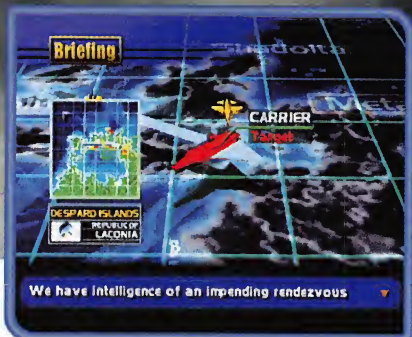 Briefing
CARRIER
Target
DESPARD ISLANDS
REPUBLIC OF
LACONIA
We have intelligence of an impending rendezvous